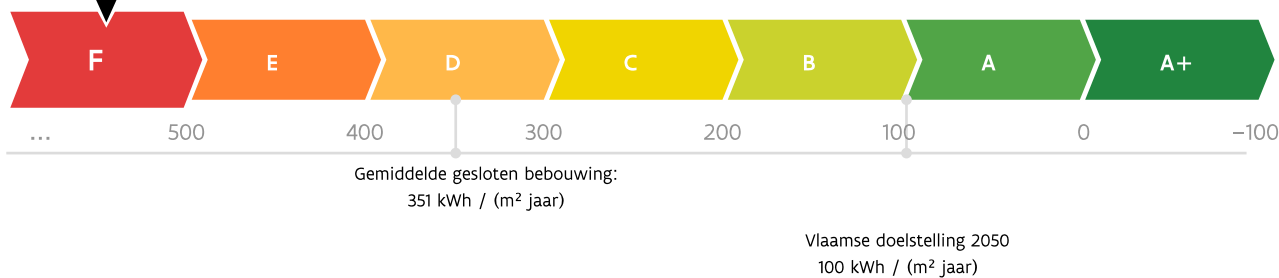 F E D C B A A+
... 500 400 300 200 100 0 −100
Gemiddelde gesloten bebouwing:
351 kWh / (m² jaar)
Vlaamse doelstelling 2050
100 kWh / (m² jaar)